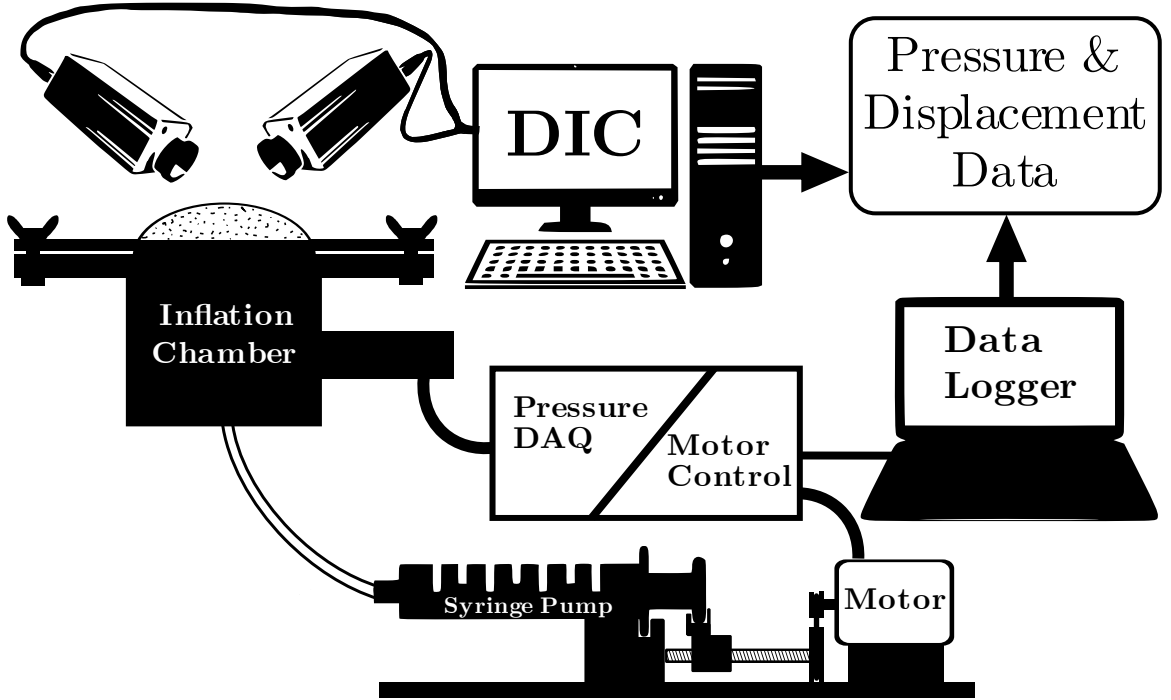 DIC
Pressure &
Displacement
Data
Inflation
Chamber
Data
Logger
Pressure
DAQ
Motor
Control
Syringe Pump
Motor